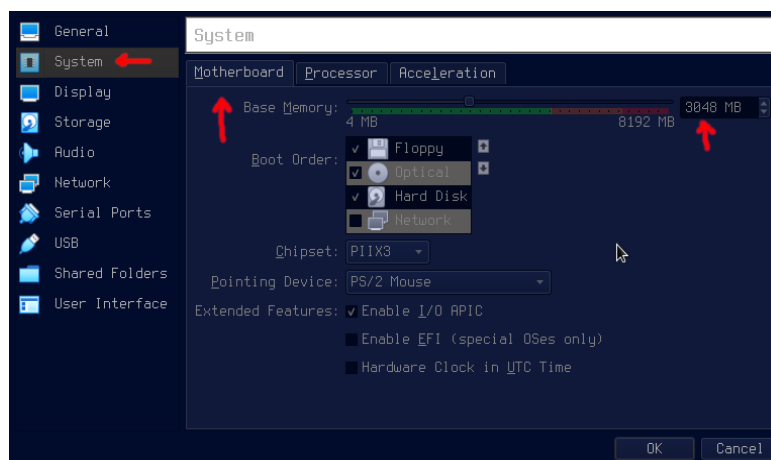 General
System
Display
Storage
Audio
Network
Serial Ports
USB
Shared Folders
User Interface
System
Motherboard Processor Acceleration
Base Memory: 3048 MB
4 MB 8192 MB
Boot Order:
Floppy
Optical
Hard Disk
Network
Chipset: PIIX3
Pointing Device: PS/2 Mouse
Extended Features: Enable I/O APIC
Enable EFI (special OSes only)
Hardware Clock in UTC Time
OK Cancel